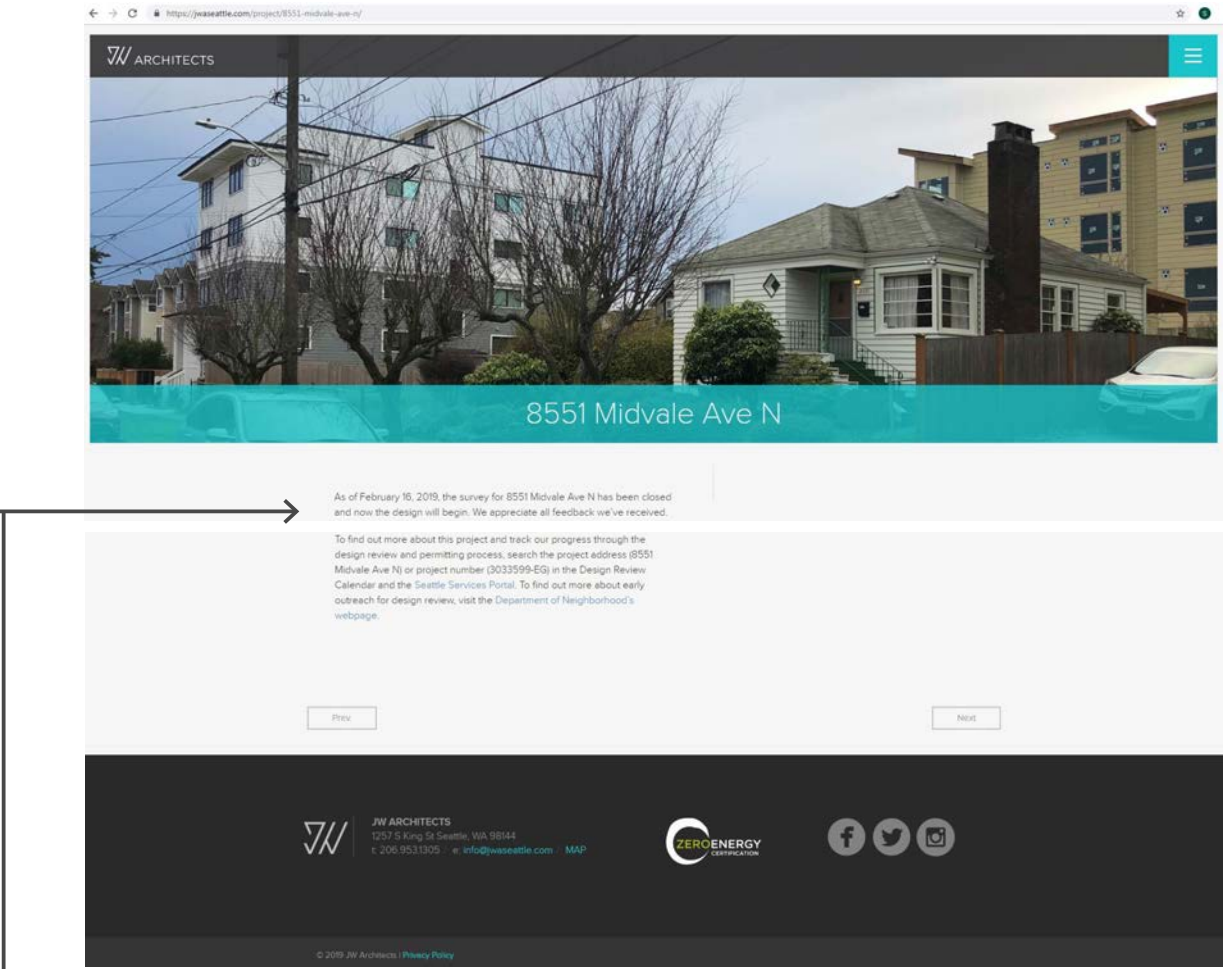 https://jwaseattle.com/project/8551-midvale-ave-n/
JW ARCHITECTS
8551 Midvale Ave N
As of February 16, 2019, the survey for 8551 Midvale Ave N has been closed
and now the design will begin. We appreciate all feedback we've received.
To find out more about this project and track our progress through the
design review and permitting process, search the project address (8551
Midvale Ave N) or project number (3033599-EG) in the Design Review
Calendar and the Seattle Services Portal. To find out more about early
outreach for design review, visit the Department of Neighborhood's
webpage.
Prev
Next
JW
JW ARCHITECTS
1257 S King St Seattle, WA 98144
t: 206.953.1305 / e: info@jwaseattle.com / MAP
ZEROENERGY
CERTIFICATION
© 2019 JW Architects | Privacy Policy